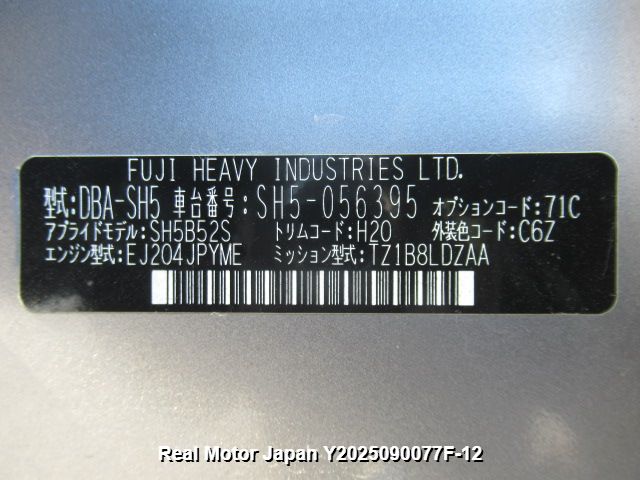 FUJI HEAVY INDUSTRIES LTD.
型式:DBA-SH5 車台番号:SH5-056395 オプションコード:71C
アプライドモデル:SH5B52S トリムコード:H20 外装色コード:C6Z
エンジン型式:EJ204JPYME ミッション型式:TZ1B8LDZAA
Real Motor Japan Y2025090077F-12